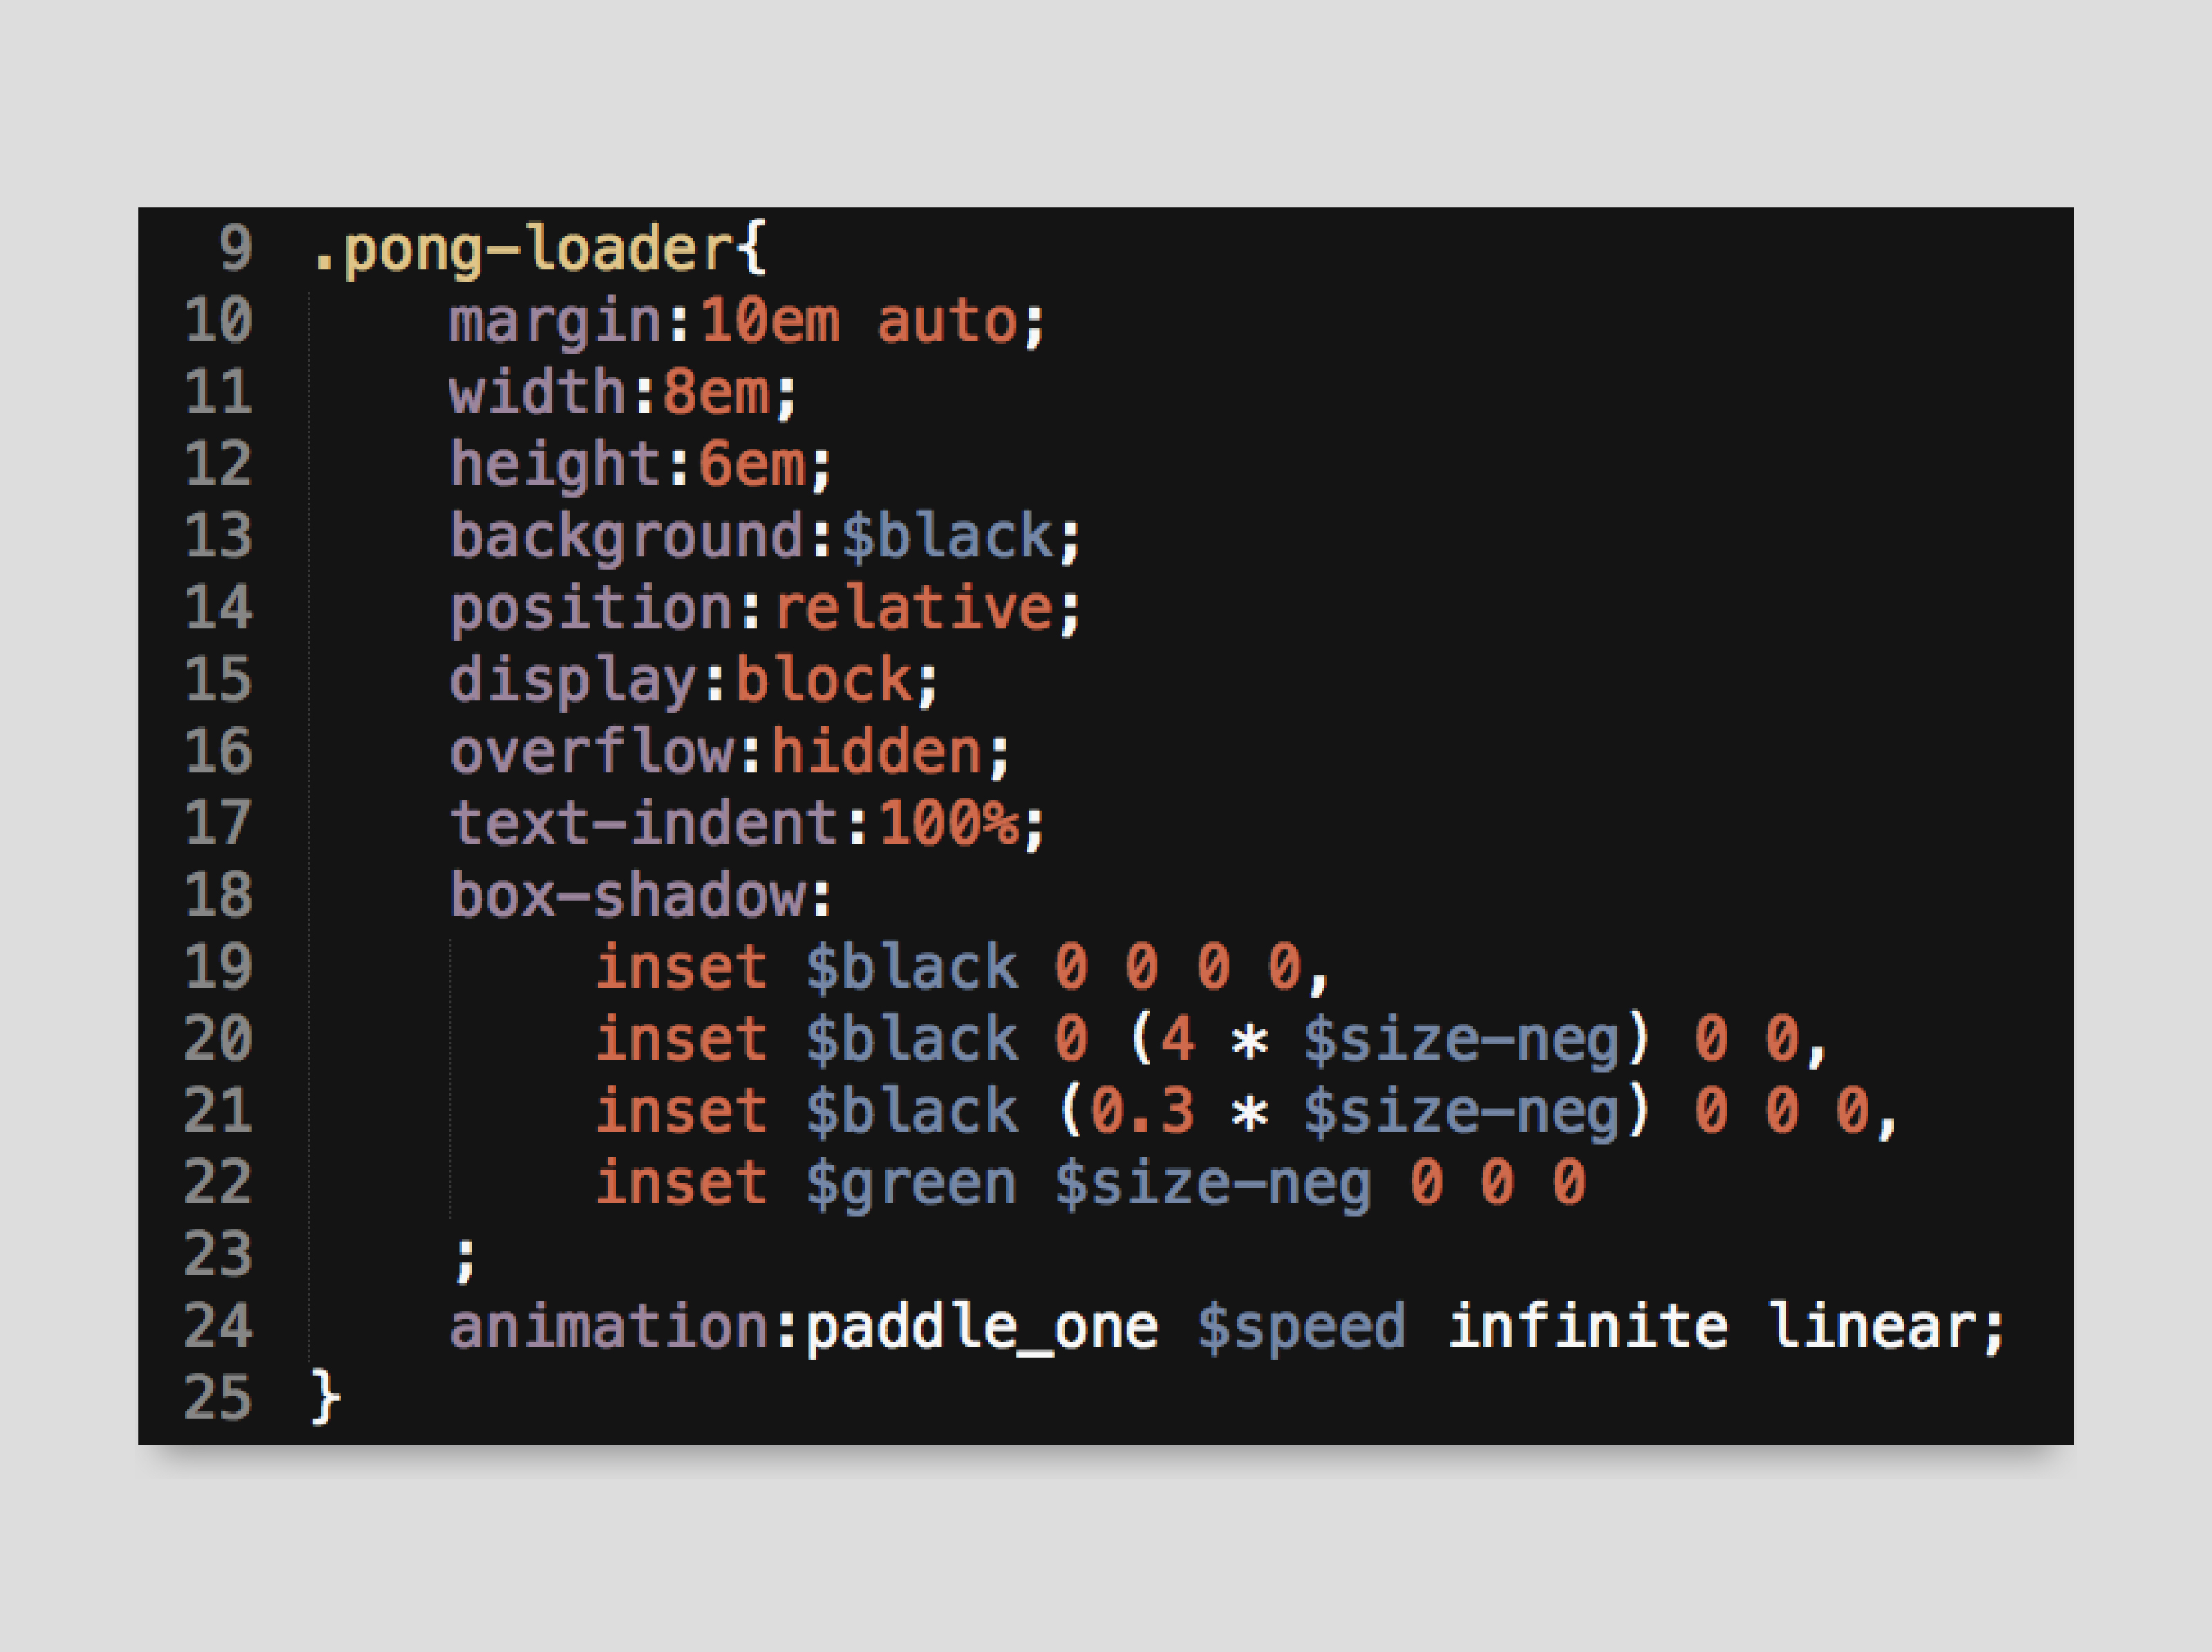 9 .pong-loader{
10 margin:10em auto;
11 width:8em;
12 height:6em;
13 background:$black;
14 position:relative;
15 display:block;
16 overflow:hidden;
17 text-indent:100%;
18 box-shadow:
19 inset $black 0 0 0 0,
20 inset $black 0 (4 * $size-neg) 0 0,
21 inset $black (0.3 * $size-neg) 0 0 0,
22 inset $green $size-neg 0 0 0
23 ;
24 animation:paddle_one $speed infinite linear;
25 }